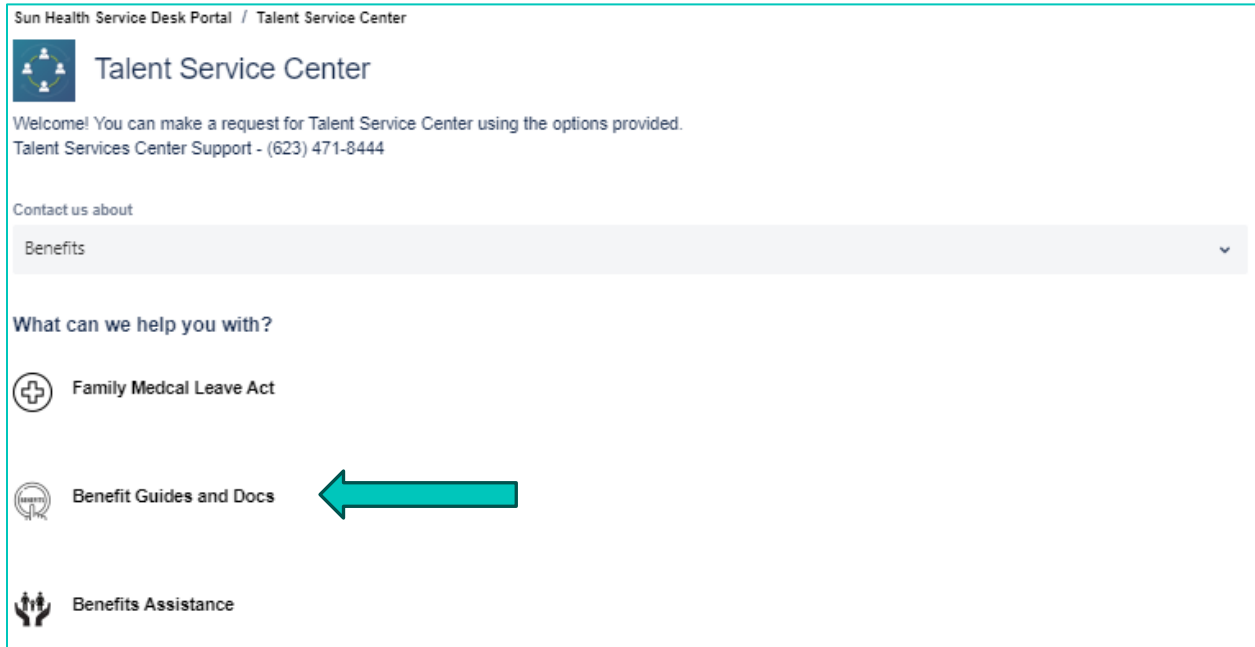 Sun Health Service Desk Portal / Talent Service Center
Talent Service Center
Welcome! You can make a request for Talent Service Center using the options provided.
Talent Services Center Support - (623) 471-8444
Contact us about
Benefits
What can we help you with?
Family Medcal Leave Act
Benefit Guides and Docs
Benefits Assistance